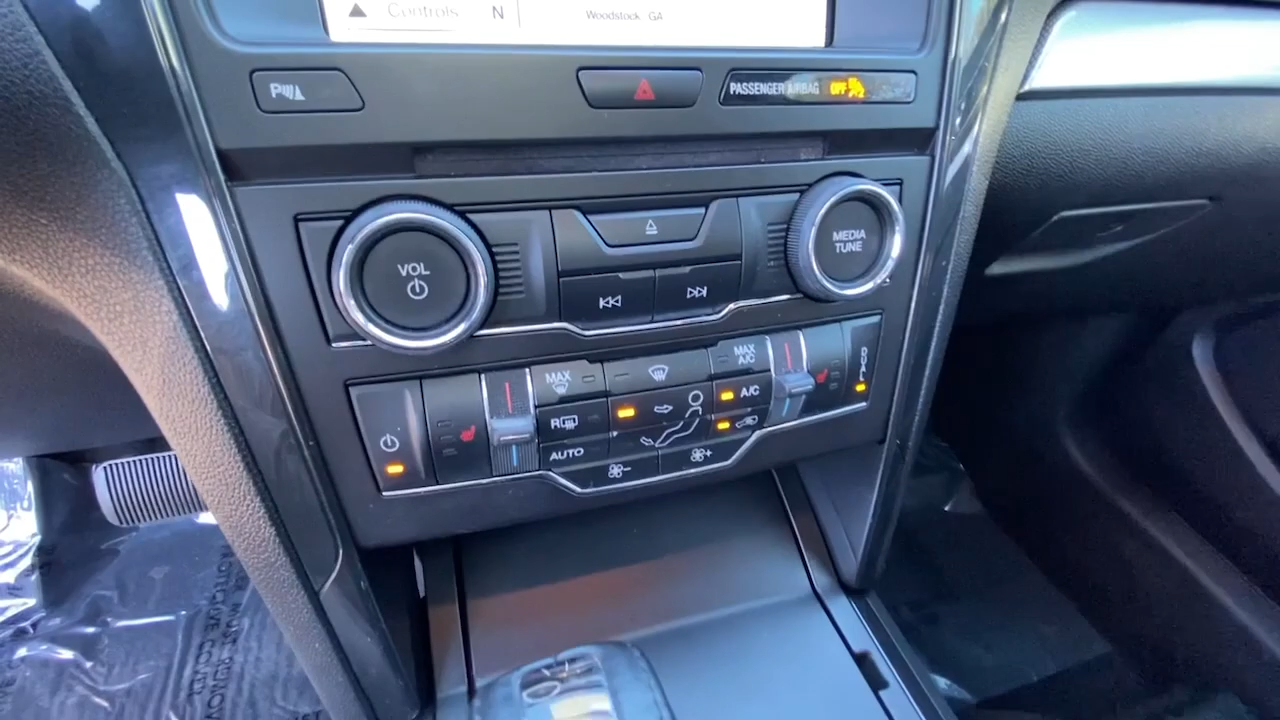 Controls N
Woodstock, GA
P
PASSENGER AIRBAG OFF
VOL
MEDIA
TUNE
MAX
MAX
A/C
DUAL
R
A/C
AUTO